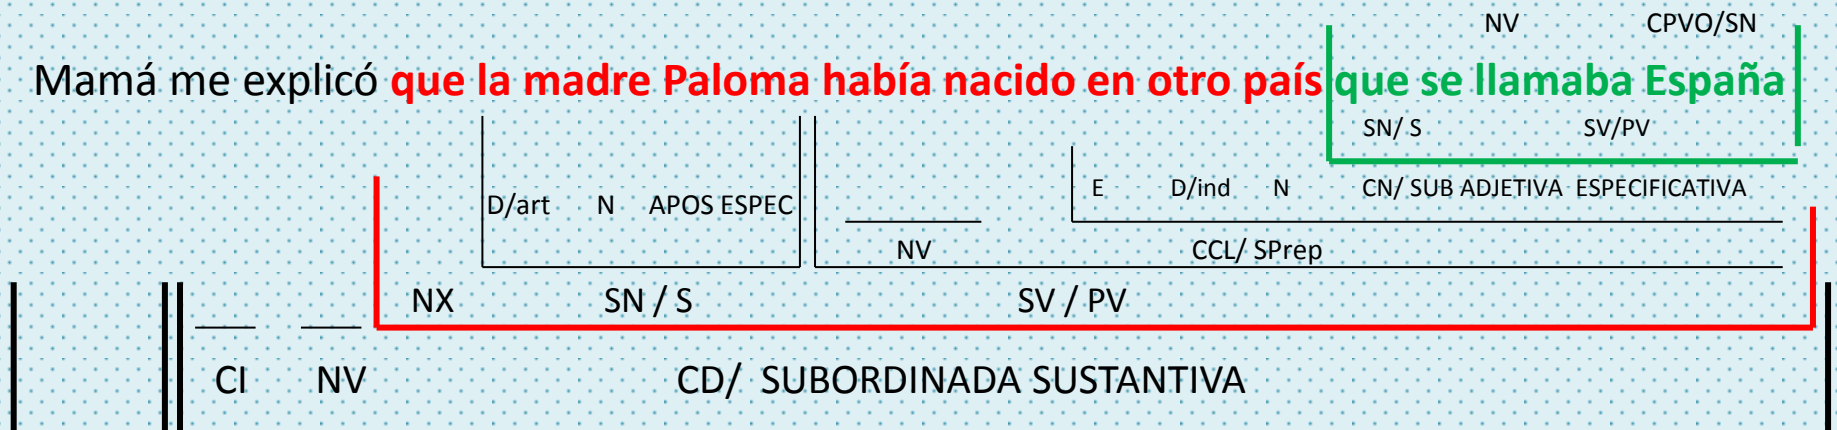 NV CPVO/SN
Mamá me explicó que la madre Paloma había nacido en otro país que se llamaba España
SN/ S SV/PV
E D/ind N CN/ SUB ADJETIVA ESPECIFICATIVA
D/art N APOS ESPEC
NV CCL/ SPrep
NX SN / S SV / PV
CI NV CD/ SUBORDINADA SUSTANTIVA